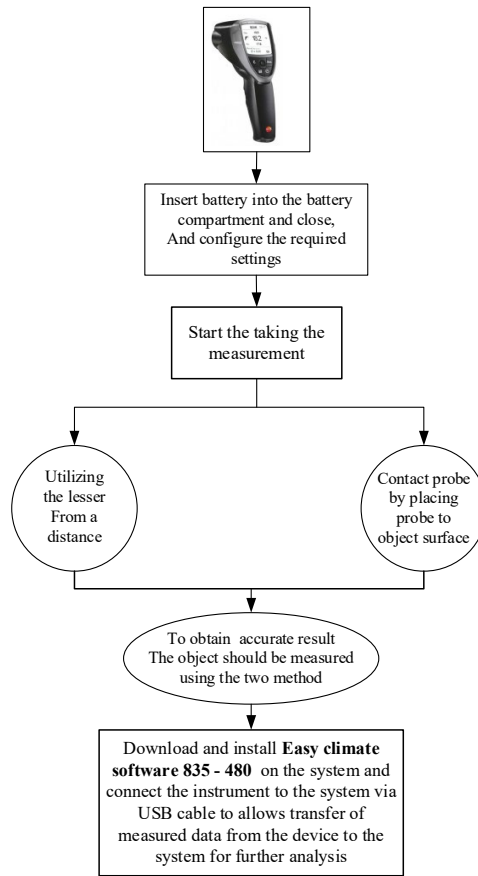 Insert battery into the battery
compartment and close,
And configure the required
settings
Start the taking the
measurement
Utilizing
the lesser
From a
distance
Contact probe
by placing
probe to
object surface
To obtain accurate result
The object should be measured
using the two method
Download and install Easy climate
software 835 - 480 on the system and
connect the instrument to the system via
USB cable to allows transfer of
measured data from the device to the
system for further analysis